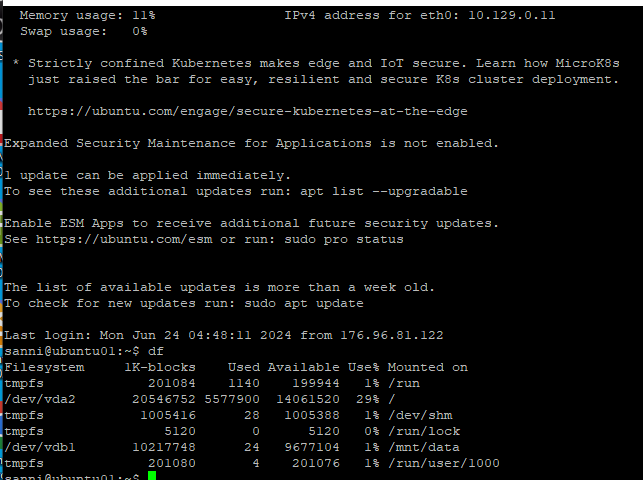 Memory usage: 11%                IPv4 address for eth0: 10.129.0.11
Swap usage:   0%
* Strictly confined Kubernetes makes edge and IoT secure. Learn how MicroK8s
just raised the bar for easy, resilient and secure K8s cluster deployment.
https://ubuntu.com/engage/secure-kubernetes-at-the-edge
Expanded Security Maintenance for Applications is not enabled.
1 update can be applied immediately.
To see these additional updates run: apt list --upgradable
Enable ESM Apps to receive additional future security updates.
See https://ubuntu.com/esm or run: sudo pro status
The list of available updates is more than a week old.
To check for new updates run: sudo apt update
Last login: Mon Jun 24 04:48:11 2024 from 176.96.81.122
sanni@ubuntu01:~$ df
Filesystem     1K-blocks    Used Available Use% Mounted on
tmpfs             201084    1140    199944   1% /run
/dev/vda2       20546752 5577900  14061520  29% /
tmpfs            1005416      28   1005388   1% /dev/shm
tmpfs               5120       0      5120   0% /run/lock
/dev/vdb1       10217748      24   9677104   1% /mnt/data
tmpfs             201080       4    201076   1% /run/user/1000
sanni@ubuntu01:~$